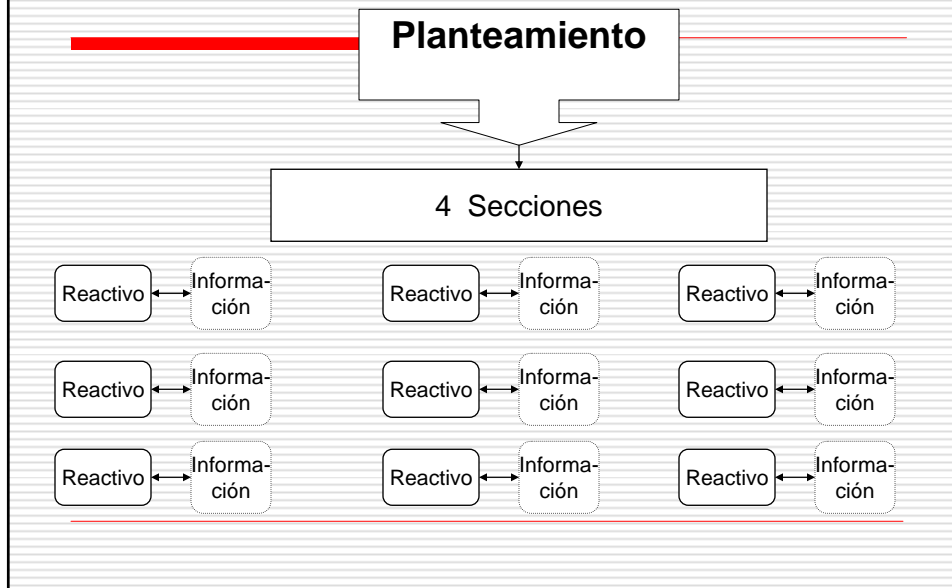 Planteamiento
4 Secciones
Reactivo
Informa-
ción
Reactivo
Informa-
ción
Reactivo
Informa-
ción
Reactivo
Informa-
ción
Reactivo
Informa-
ción
Reactivo
Informa-
ción
Reactivo
Informa-
ción
Reactivo
Informa-
ción
Reactivo
Informa-
ción